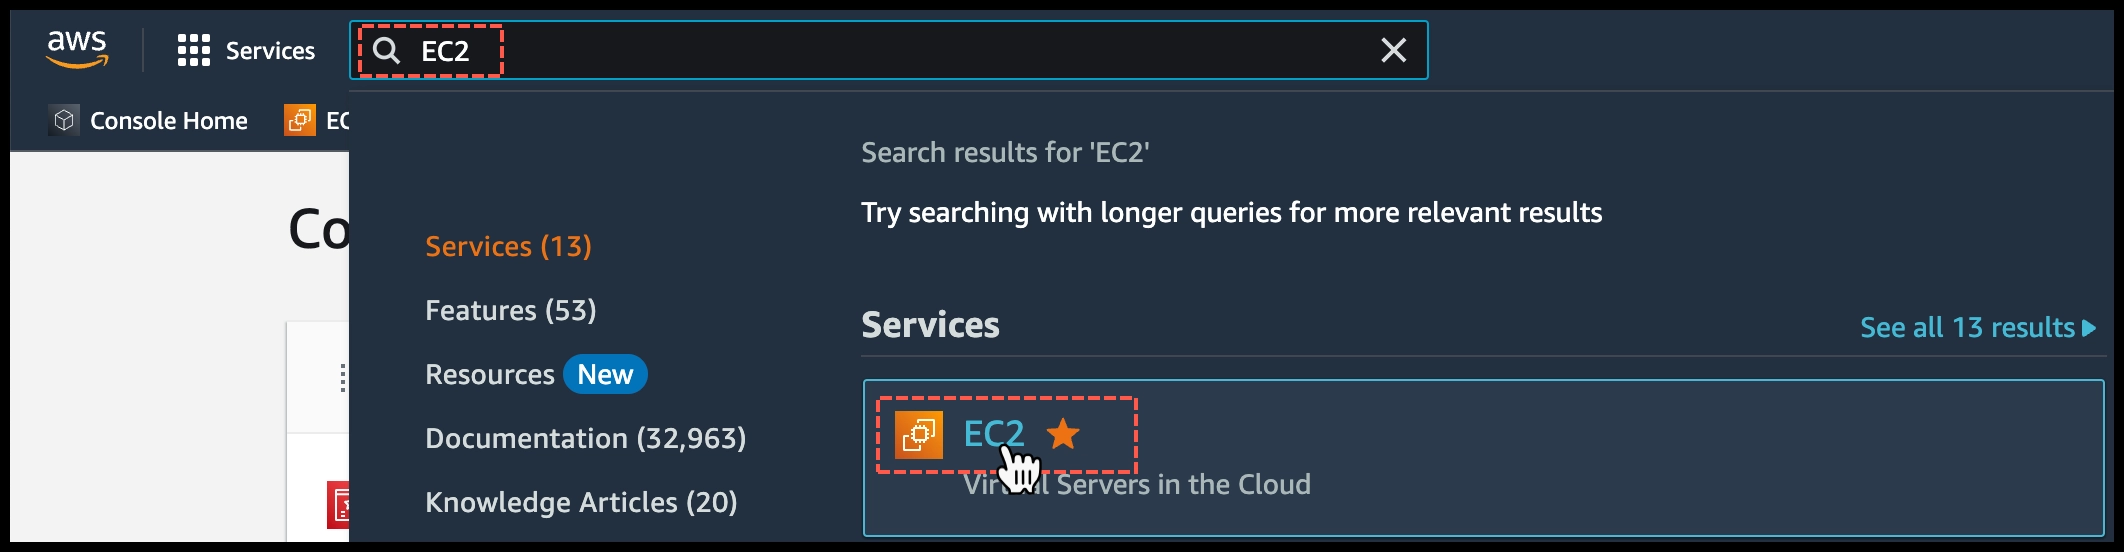 aws
Services
EC2
Console Home
EC
Co
Search results for 'EC2'
Try searching with longer queries for more relevant results
Services (13)
Features (53)
Resources New
Documentation (32,963)
Knowledge Articles (20)
Services
See all 13 results
EC2
Virtual Servers in the Cloud